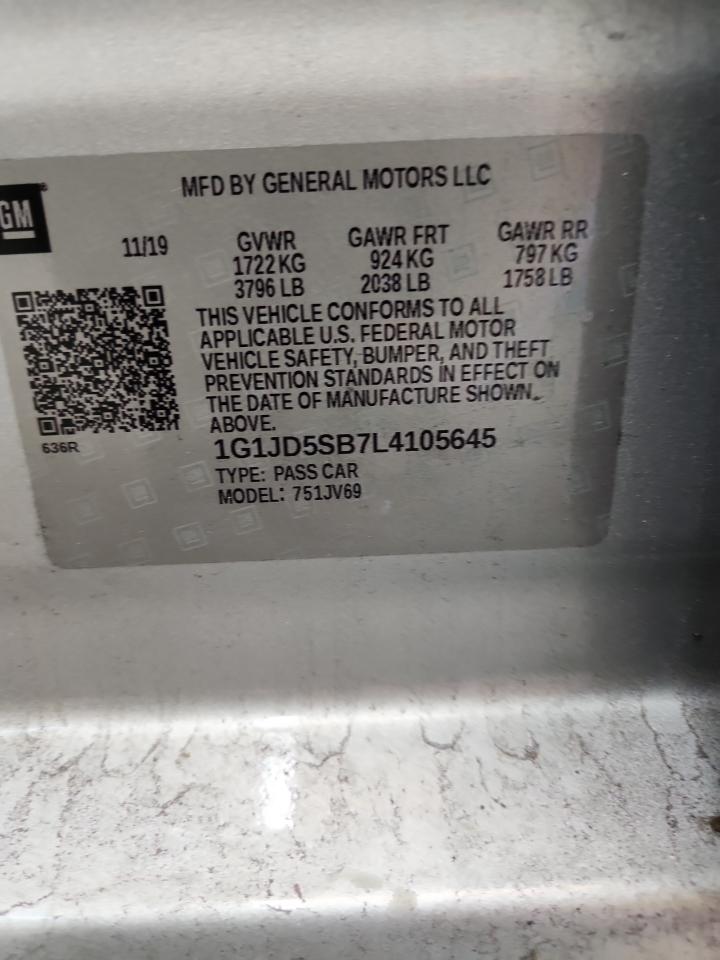 GM
MFD BY GENERAL MOTORS LLC
11/19
GVWR
1722 KG
3796 LB
GAWR FRT
924 KG
2038 LB
GAWR RR
797 KG
1758 LB
THIS VEHICLE CONFORMS TO ALL
APPLICABLE U.S. FEDERAL MOTOR
VEHICLE SAFETY, BUMPER, AND THEFT
PREVENTION STANDARDS IN EFFECT ON
THE DATE OF MANUFACTURE SHOWN
ABOVE.
636R
1G1JD5SB7L4105645
TYPE: PASS CAR
MODEL: 751JV69